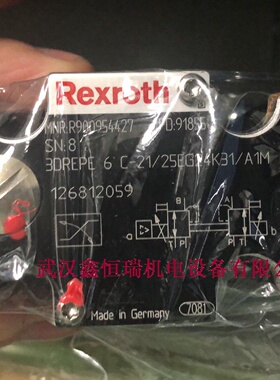 Rexroth
MNR:R900954427
SN:8
3DREPE 6 C-21/25EG24K31/A1M
126812059
B A
T P T P b
武汉鑫恒瑞机电设备有限公司
Made in Germany 7081